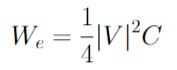 $W_e = \frac{1}{4}|V|^2 C$